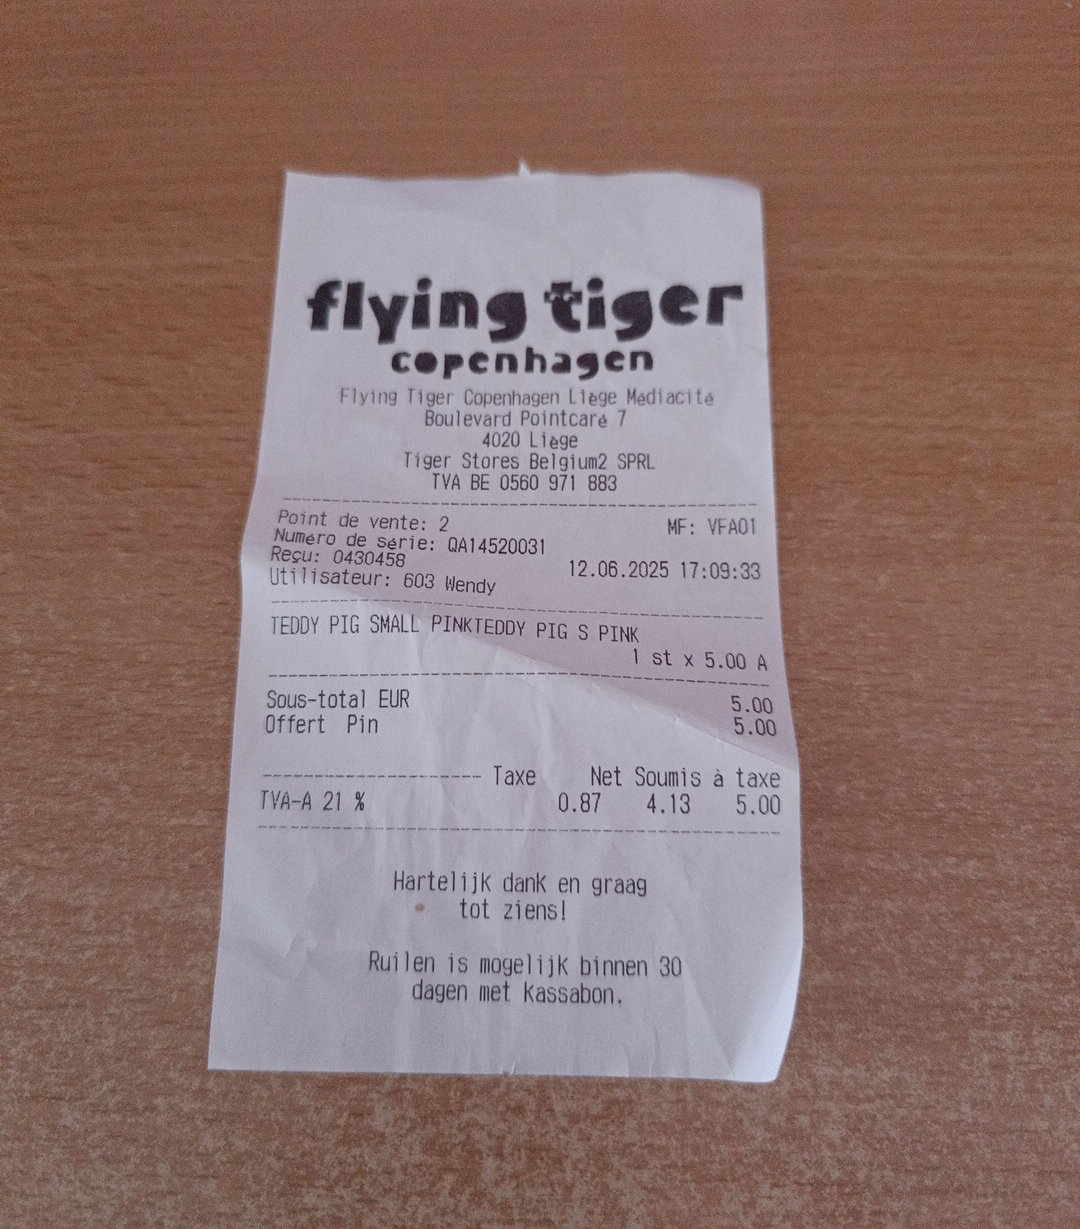 flying tiger
copenhagen
Flying Tiger Copenhagen Liège Médiacité
Boulevard Pointcaré 7
4020 Liège
Tiger Stores Belgium2 SPRL
TVA BE 0560 971 883
Point de vente: 2 MF: VFA01
Numéro de série: QA14520031
Reçu: 0430458 12.06.2025 17:09:33
Utilisateur: 603 Wendy
TEDDY PIG SMALL PINKTEDDY PIG S PINK
1 st x 5.00 A
Sous-total EUR 5.00
Offert Pin 5.00
Taxe Net Soumis à taxe
TVA-A 21 % 0.87 4.13 5.00
Hartelijk dank en graag
tot ziens!
Ruilen is mogelijk binnen 30
dagen met kassabon.